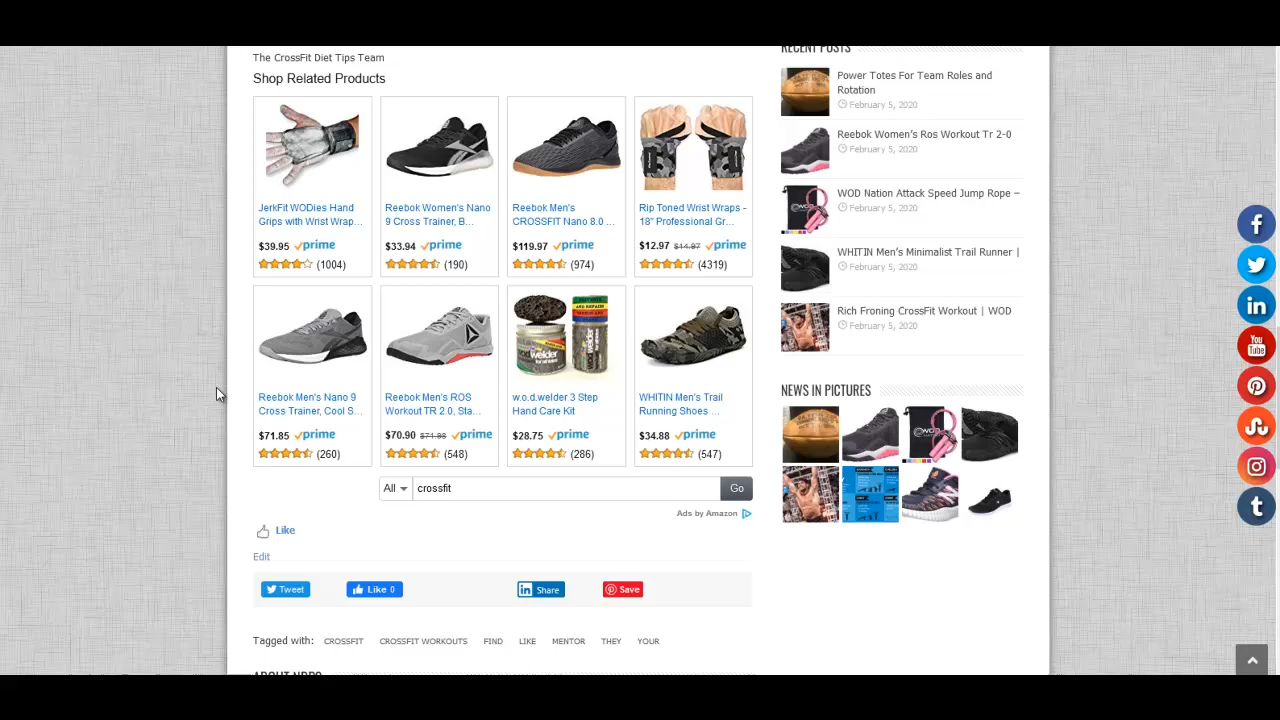 The CrossFit Diet Tips Team
Shop Related Products
JerkFit WODies Hand
Grips with Wrist Wrap...
$39.95 prime
(1004)
Reebok Women's Nano
9 Cross Trainer, B...
$33.94 prime
(190)
Reebok Men's
CROSSFIT Nano 8.0 ...
$119.97 prime
(974)
Rip Toned Wrist Wraps -
18" Professional Gr...
$12.97 $14.97 prime
(4319)
Reebok Men's Nano 9
Cross Trainer, Cool S...
$71.85 prime
(260)
Reebok Men's ROS
Workout TR 2.0, Sta...
$70.90 $71.98 prime
(548)
w.o.d.welder 3 Step
Hand Care Kit
$28.75 prime
(286)
WHITIN Men's Trail
Running Shoes ...
$34.88 prime
(547)
All crossfit Go
Ads by Amazon
Like
Edit
Tweet
Like 0
in Share
Save
Tagged with: CROSSFIT CROSSFIT WORKOUTS FIND LIKE MENTOR THEY YOUR
RECENT POSTS
Power Totes For Team Roles and
Rotation
February 5, 2020
Reebok Women’s Ros Workout Tr 2-0
February 5, 2020
WOD Nation Attack Speed Jump Rope –
February 5, 2020
WHITIN Men’s Minimalist Trail Runner |
February 5, 2020
Rich Froning CrossFit Workout | WOD
February 5, 2020
NEWS IN PICTURES
You
Tube